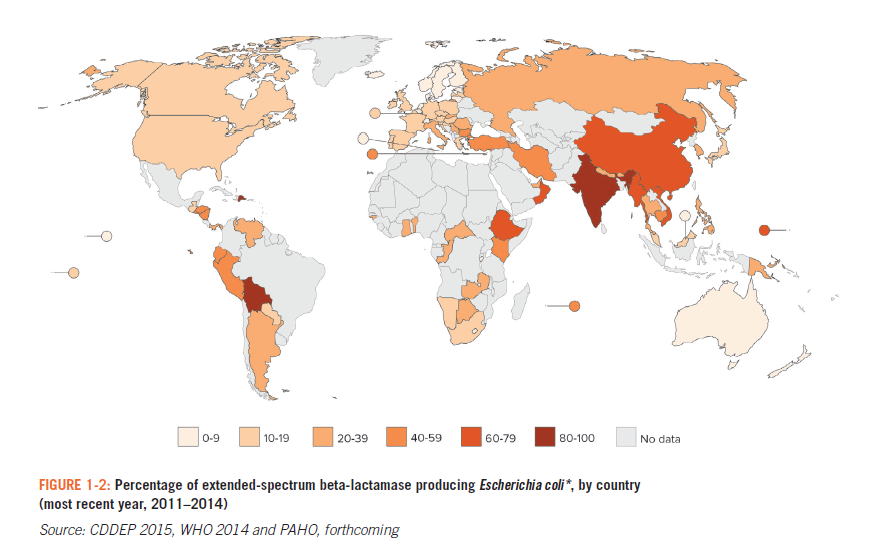 0-9
10-19
20-39
40-59
60-79
80-100
No data
FIGURE 1-2: Percentage of extended-spectrum beta-lactamase producing Escherichia coli*, by country
(most recent year, 2011–2014)
Source: CDDEP 2015, WHO 2014 and PAHO, forthcoming